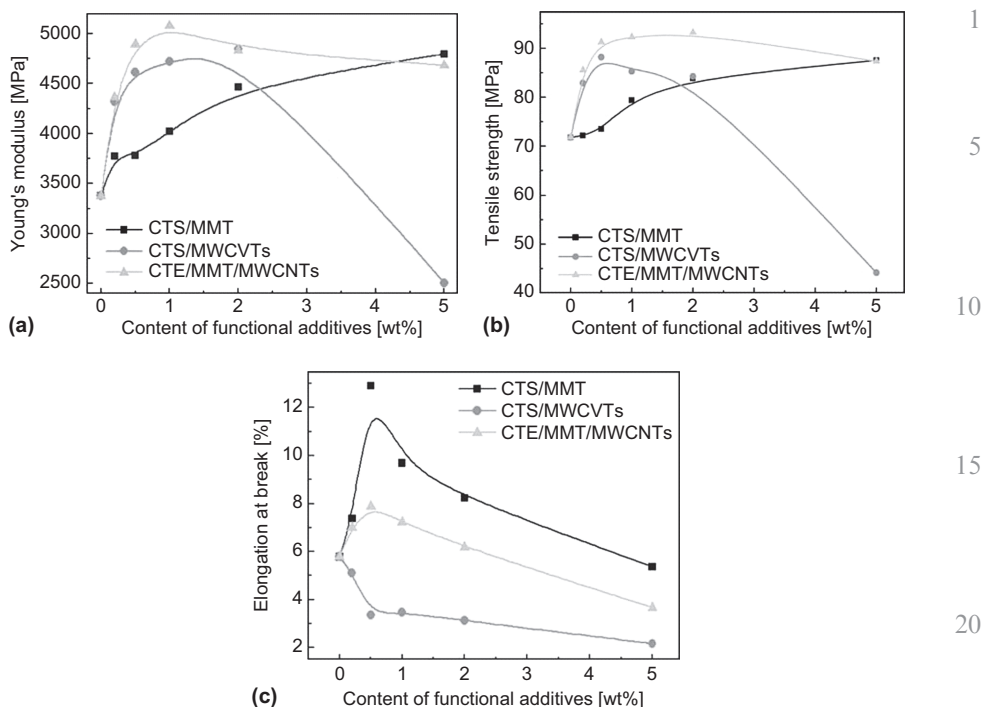 5000
4500
4000
3500
3000
2500
Young's modulus [MPa]
CTS/MMT
CTS/MWCVTs
CTE/MMT/MWCNTs
0 1 2 3 4 5
Content of functional additives [wt%]
(a)
100
90
80
70
60
50
40
Tensile strength [MPa]
CTS/MMT
CTS/MWCVTs
CTE/MMT/MWCNTs
0 1 2 3 4 5
Content of functional additives [wt%]
(b)
12
10
8
6
4
2
Elongation at break [%]
CTS/MMT
CTS/MWCVTs
CTE/MMT/MWCNTs
0 1 2 3 4 5
Content of functional additives [wt%]
(c)
1
5
10
15
20